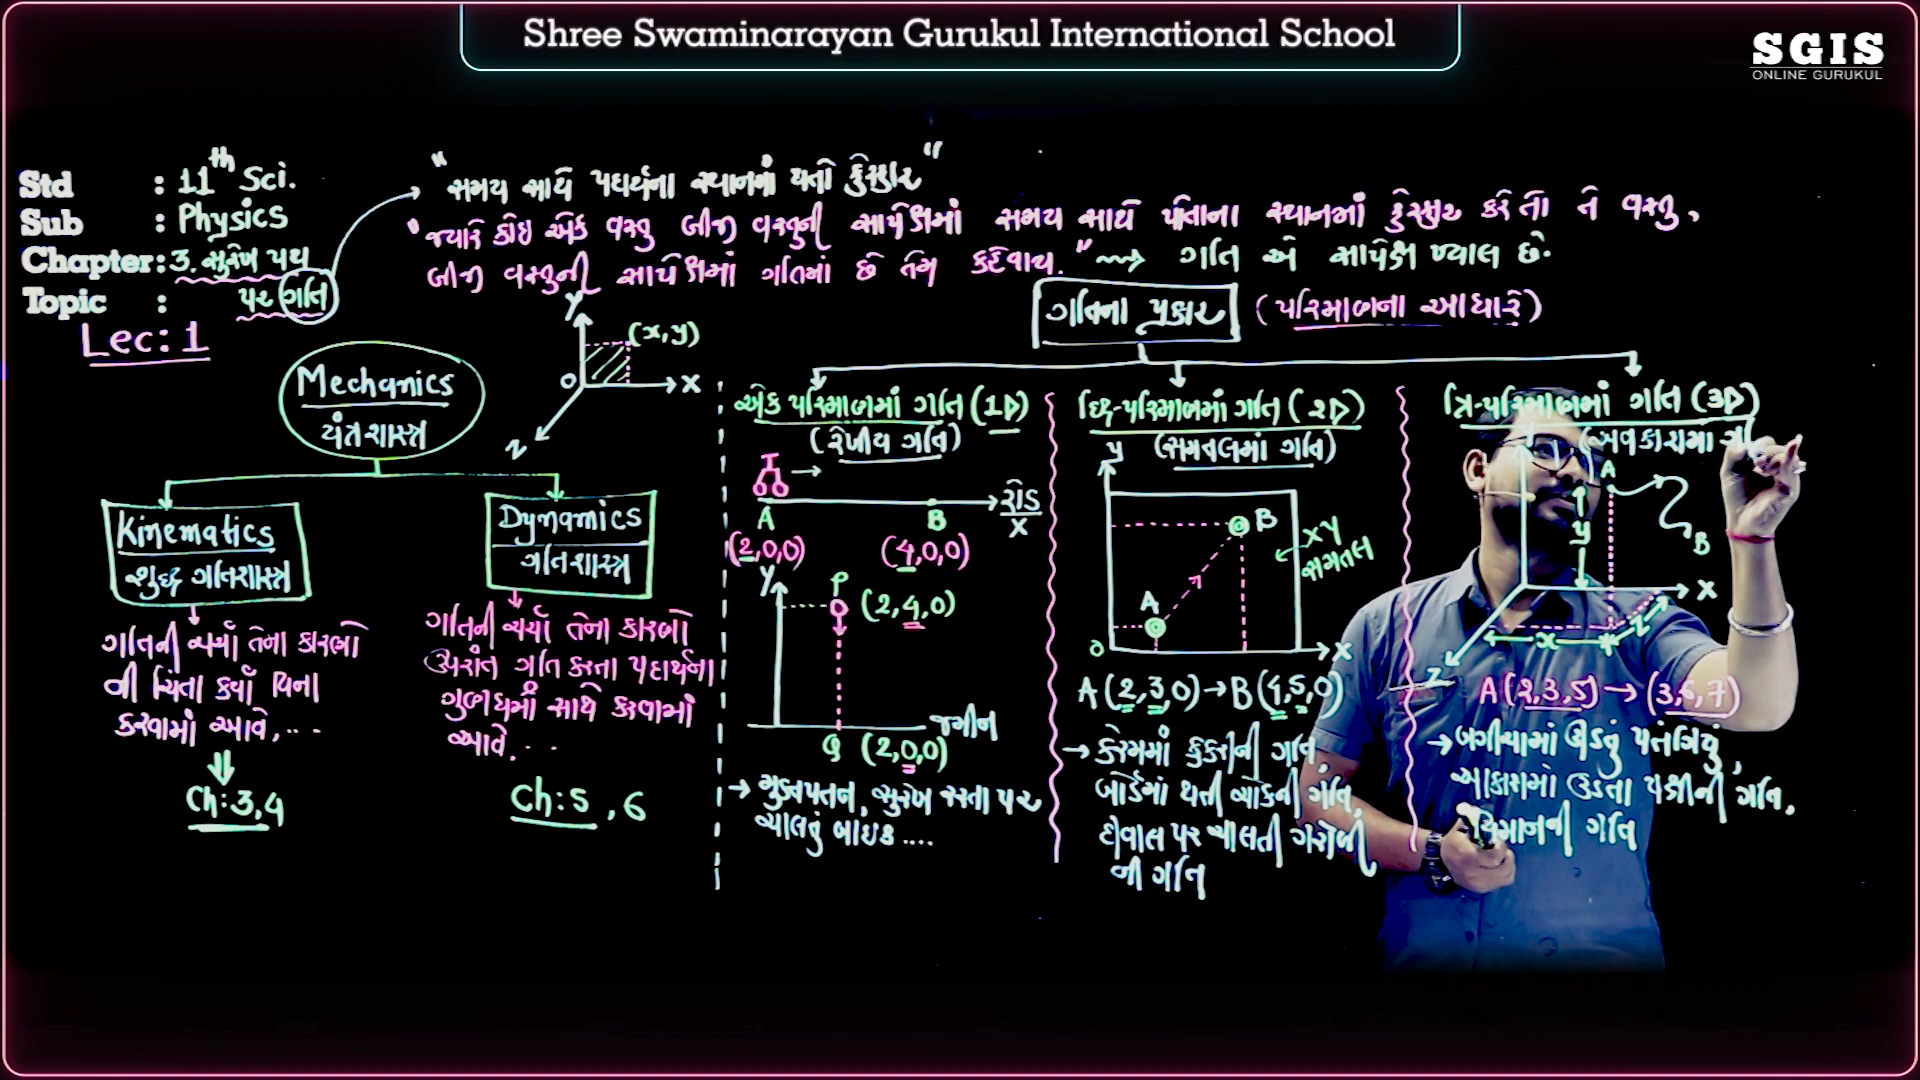 Shree Swaminarayan Gurukul International School
SGIS
ONLINE GURUKUL
Std : 11th Sci.
Sub : Physics
Chapter : 3. સુરેખ પથ
Topic : પર ગતિ
Lec: 1
"સમય સાથે પદાર્થના સ્થાનમાં થતો ફેરફાર"
"જ્યારે કોઇ એક વસ્તુ બીજી વસ્તુની સાપેક્ષમાં સમય સાથે પોતાના સ્થાનમાં ફેરફાર કરે તો તે વસ્તુ,
બીજી વસ્તુની સાપેક્ષમાં ગતિમાં છે તેમ કહેવાય." ⇝ ગતિ એ સાપેક્ષ ખ્યાલ છે.
Mechanics
યંત્રશાસ્ત્ર
Y
(x,y)
O X
Z
Kinematics
શુદ્ધ ગતિશાસ્ત્ર
ગતિની ચર્ચા તેના કારણો
ની ચિંતા કર્યા વિના
કરવામાં આવે,...
Ch:3,4
Dynamics
ગતિશાસ્ત્ર
ગતિની ચર્ચા તેના કારણો
ઉપરાંત ગતિ કરતા પદાર્થના
ગુણધર્મો સાથે કરવામાં
આવે. . .
Ch:5,6
ગતિના પ્રકાર (પરિમાણના આધારે)
એક પરિમાણમાં ગતિ (1D)
(રેખીય ગતિ)
રોડ
A B X
(2,0,0) (4,0,0)
Y P (2,4,0)
જમીન
Q (2,0,0)
→ મુક્તપતન, સુરેખ રસ્તા પર
ચાલતું બાઇક ....
દ્વિ-પરિમાણમાં ગતિ (2D)
(સમતલમાં ગતિ)
y
B
XY
સમતલ
A
O X
A(2,3,0)→B(4,5,0)
→ કેરમમાં કુકરીની ગતિ,
બોર્ડમાં થતી ચોકની ગતિ,
દીવાલ પર ચાલતી ગરોળી
ની ગતિ
ત્રિ-પરિમાણમાં ગતિ (3D)
(અવકાશમાં
A
y
B
X
x
z
Z
A(2,3,5)→(3,6,7)
→ બગીચામાં ઊડતું પતંગિયું,
આકાશમાં ઉડતા પક્ષીની ગતિ,
વિમાનની ગતિ